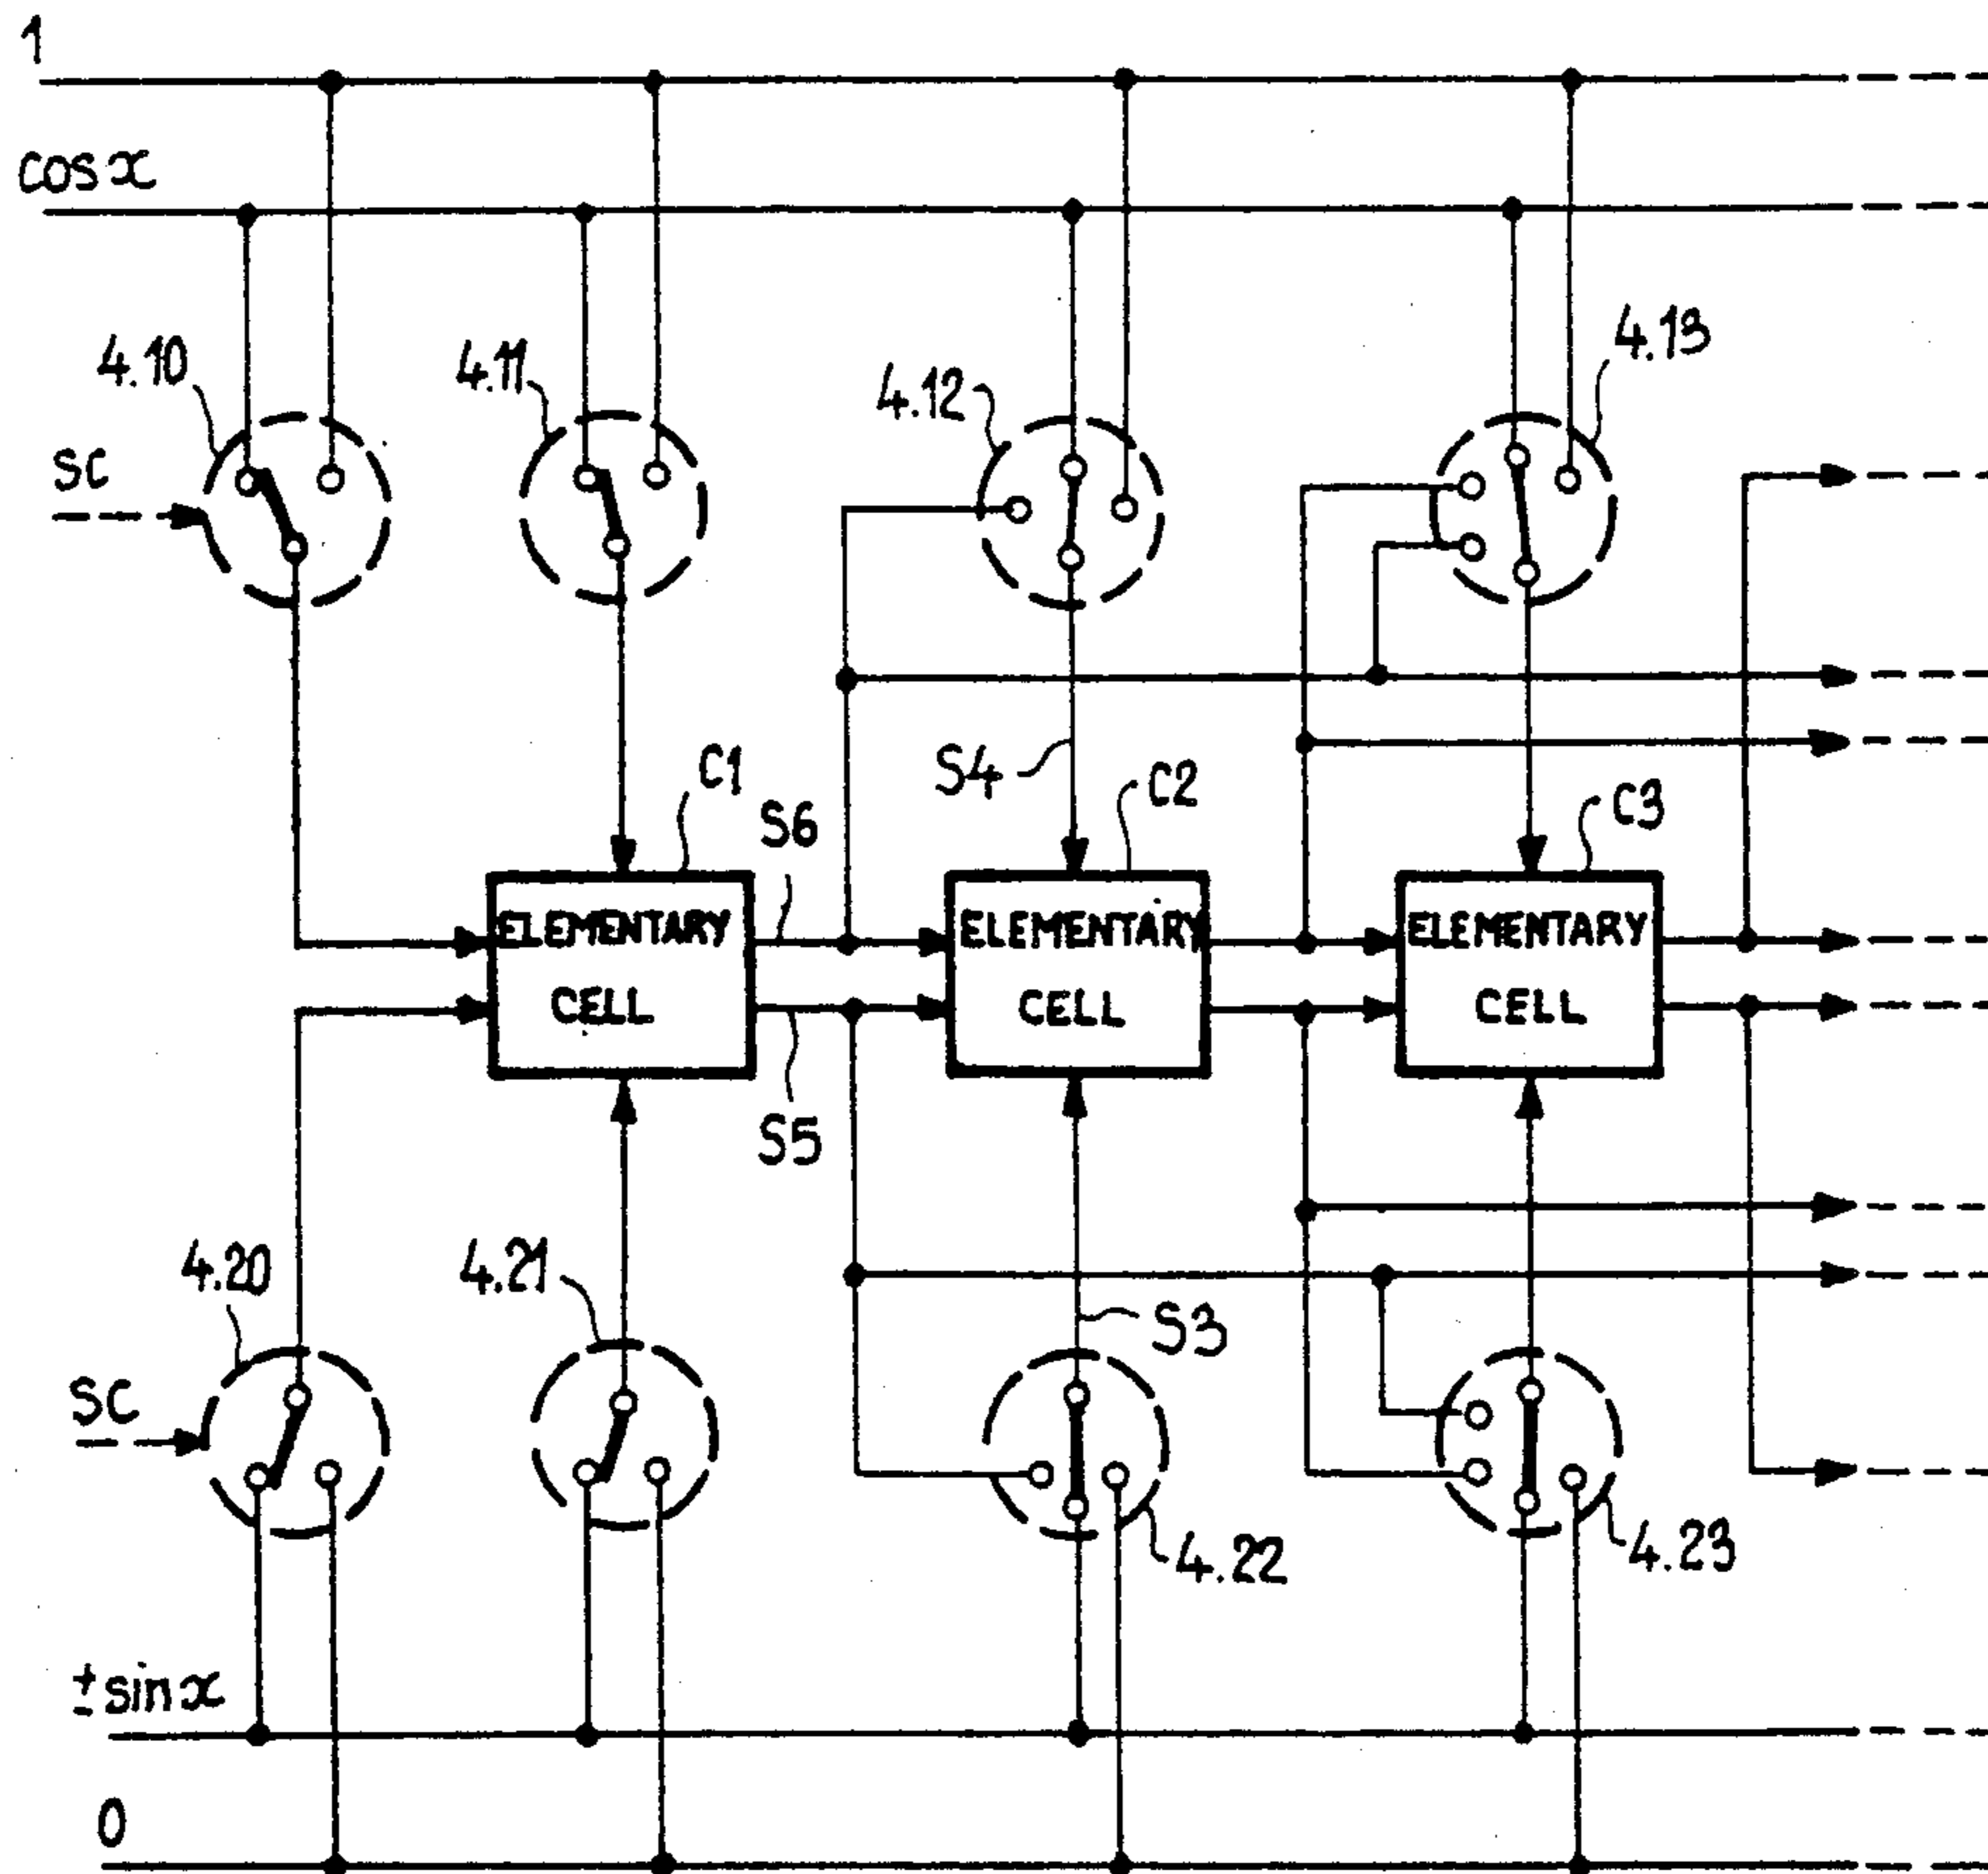 1
cos x
4.10
4.11
4.12
4.13
SC
S4
C1
C2
C3
S6
ELEMENTARY
CELL
ELEMENTARY
CELL
ELEMENTARY
CELL
S5
4.20
4.21
S3
SC
4.22
4.23
±sin x
0